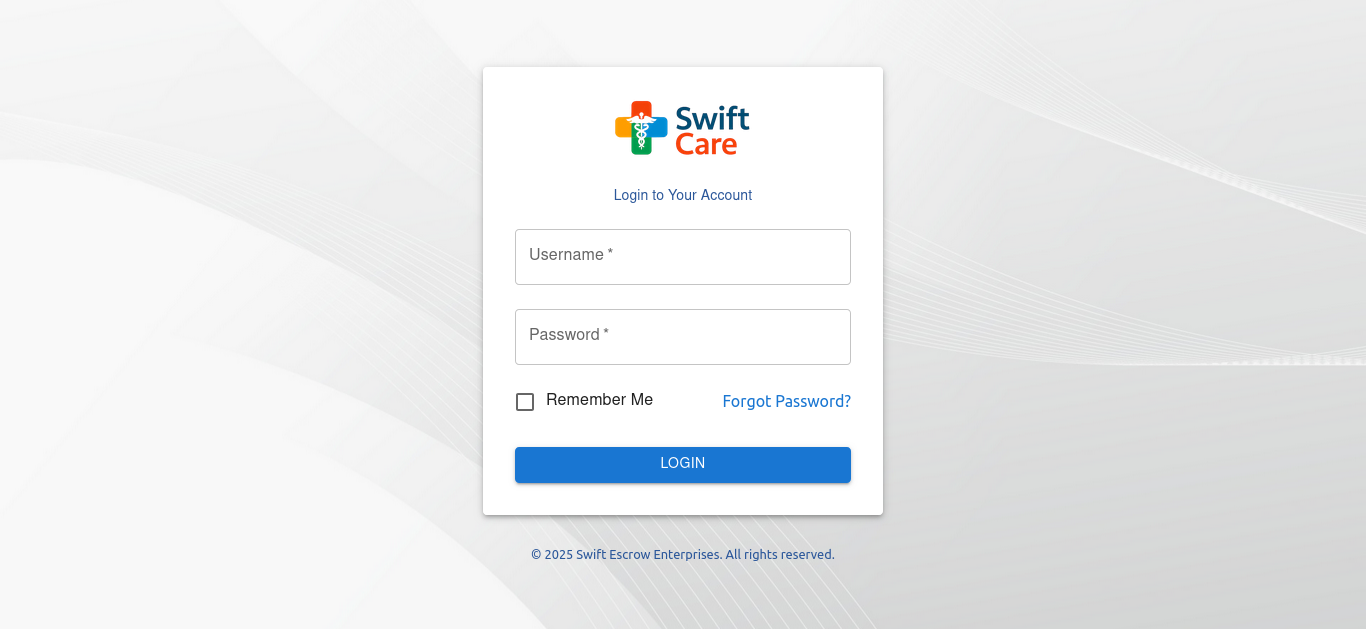 Swift
Care
Login to Your Account
Username *
Password *
Remember Me
Forgot Password?
LOGIN
© 2025 Swift Escrow Enterprises. All rights reserved.